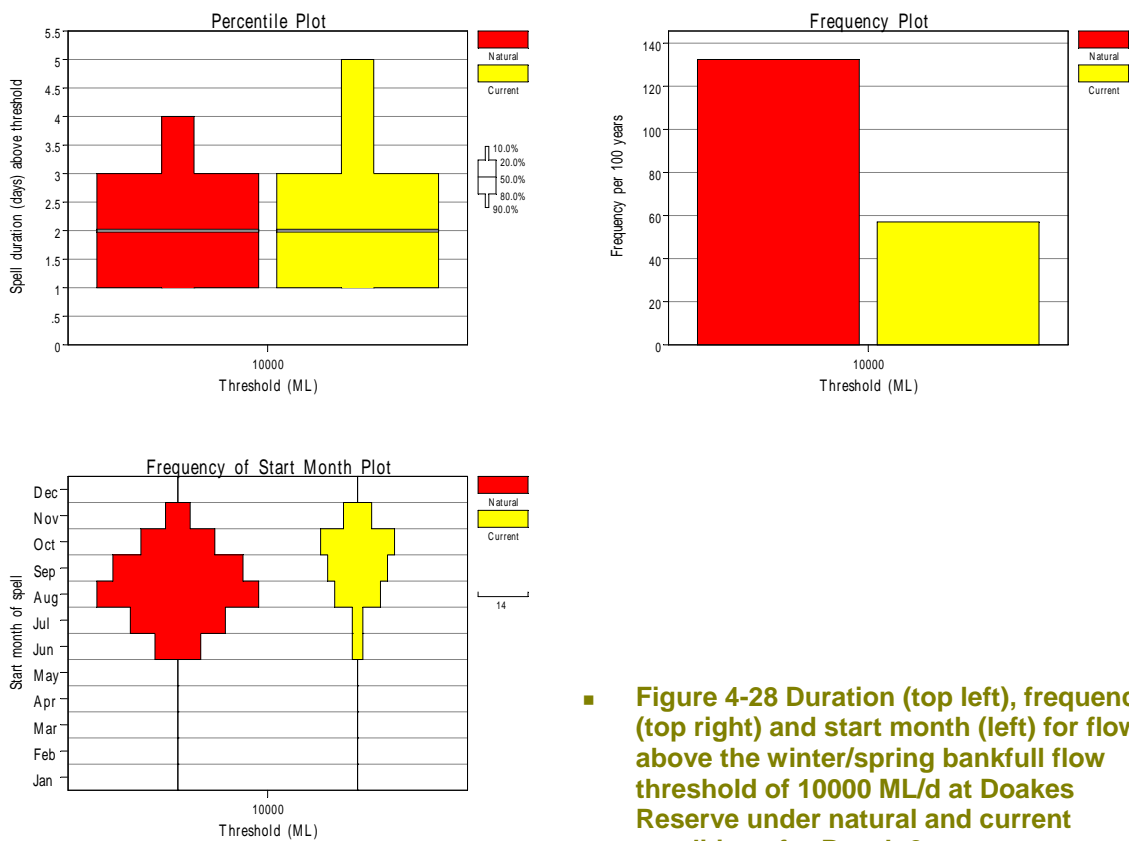 Percentile Plot
5.5
5
4.5
4
3.5
3
2.5
2
1.5
1
.5
0
Spell duration (days) above threshold
10000
Threshold (ML)
Natural
Current
10.0%
20.0%
50.0%
80.0%
90.0%
Frequency Plot
140
120
100
80
60
40
20
0
Frequency per 100 years
10000
Threshold (ML)
Natural
Current
Frequency of Start Month Plot
Dec
Nov
Oct
Sep
Aug
Jul
Jun
May
Apr
Mar
Feb
Jan
Start month of spell
10000
Threshold (ML)
Natural
Current
14
▪ Figure 4-28 Duration (top left), frequenc
(top right) and start month (left) for flow
above the winter/spring bankfull flow
threshold of 10000 ML/d at Doakes
Reserve under natural and current